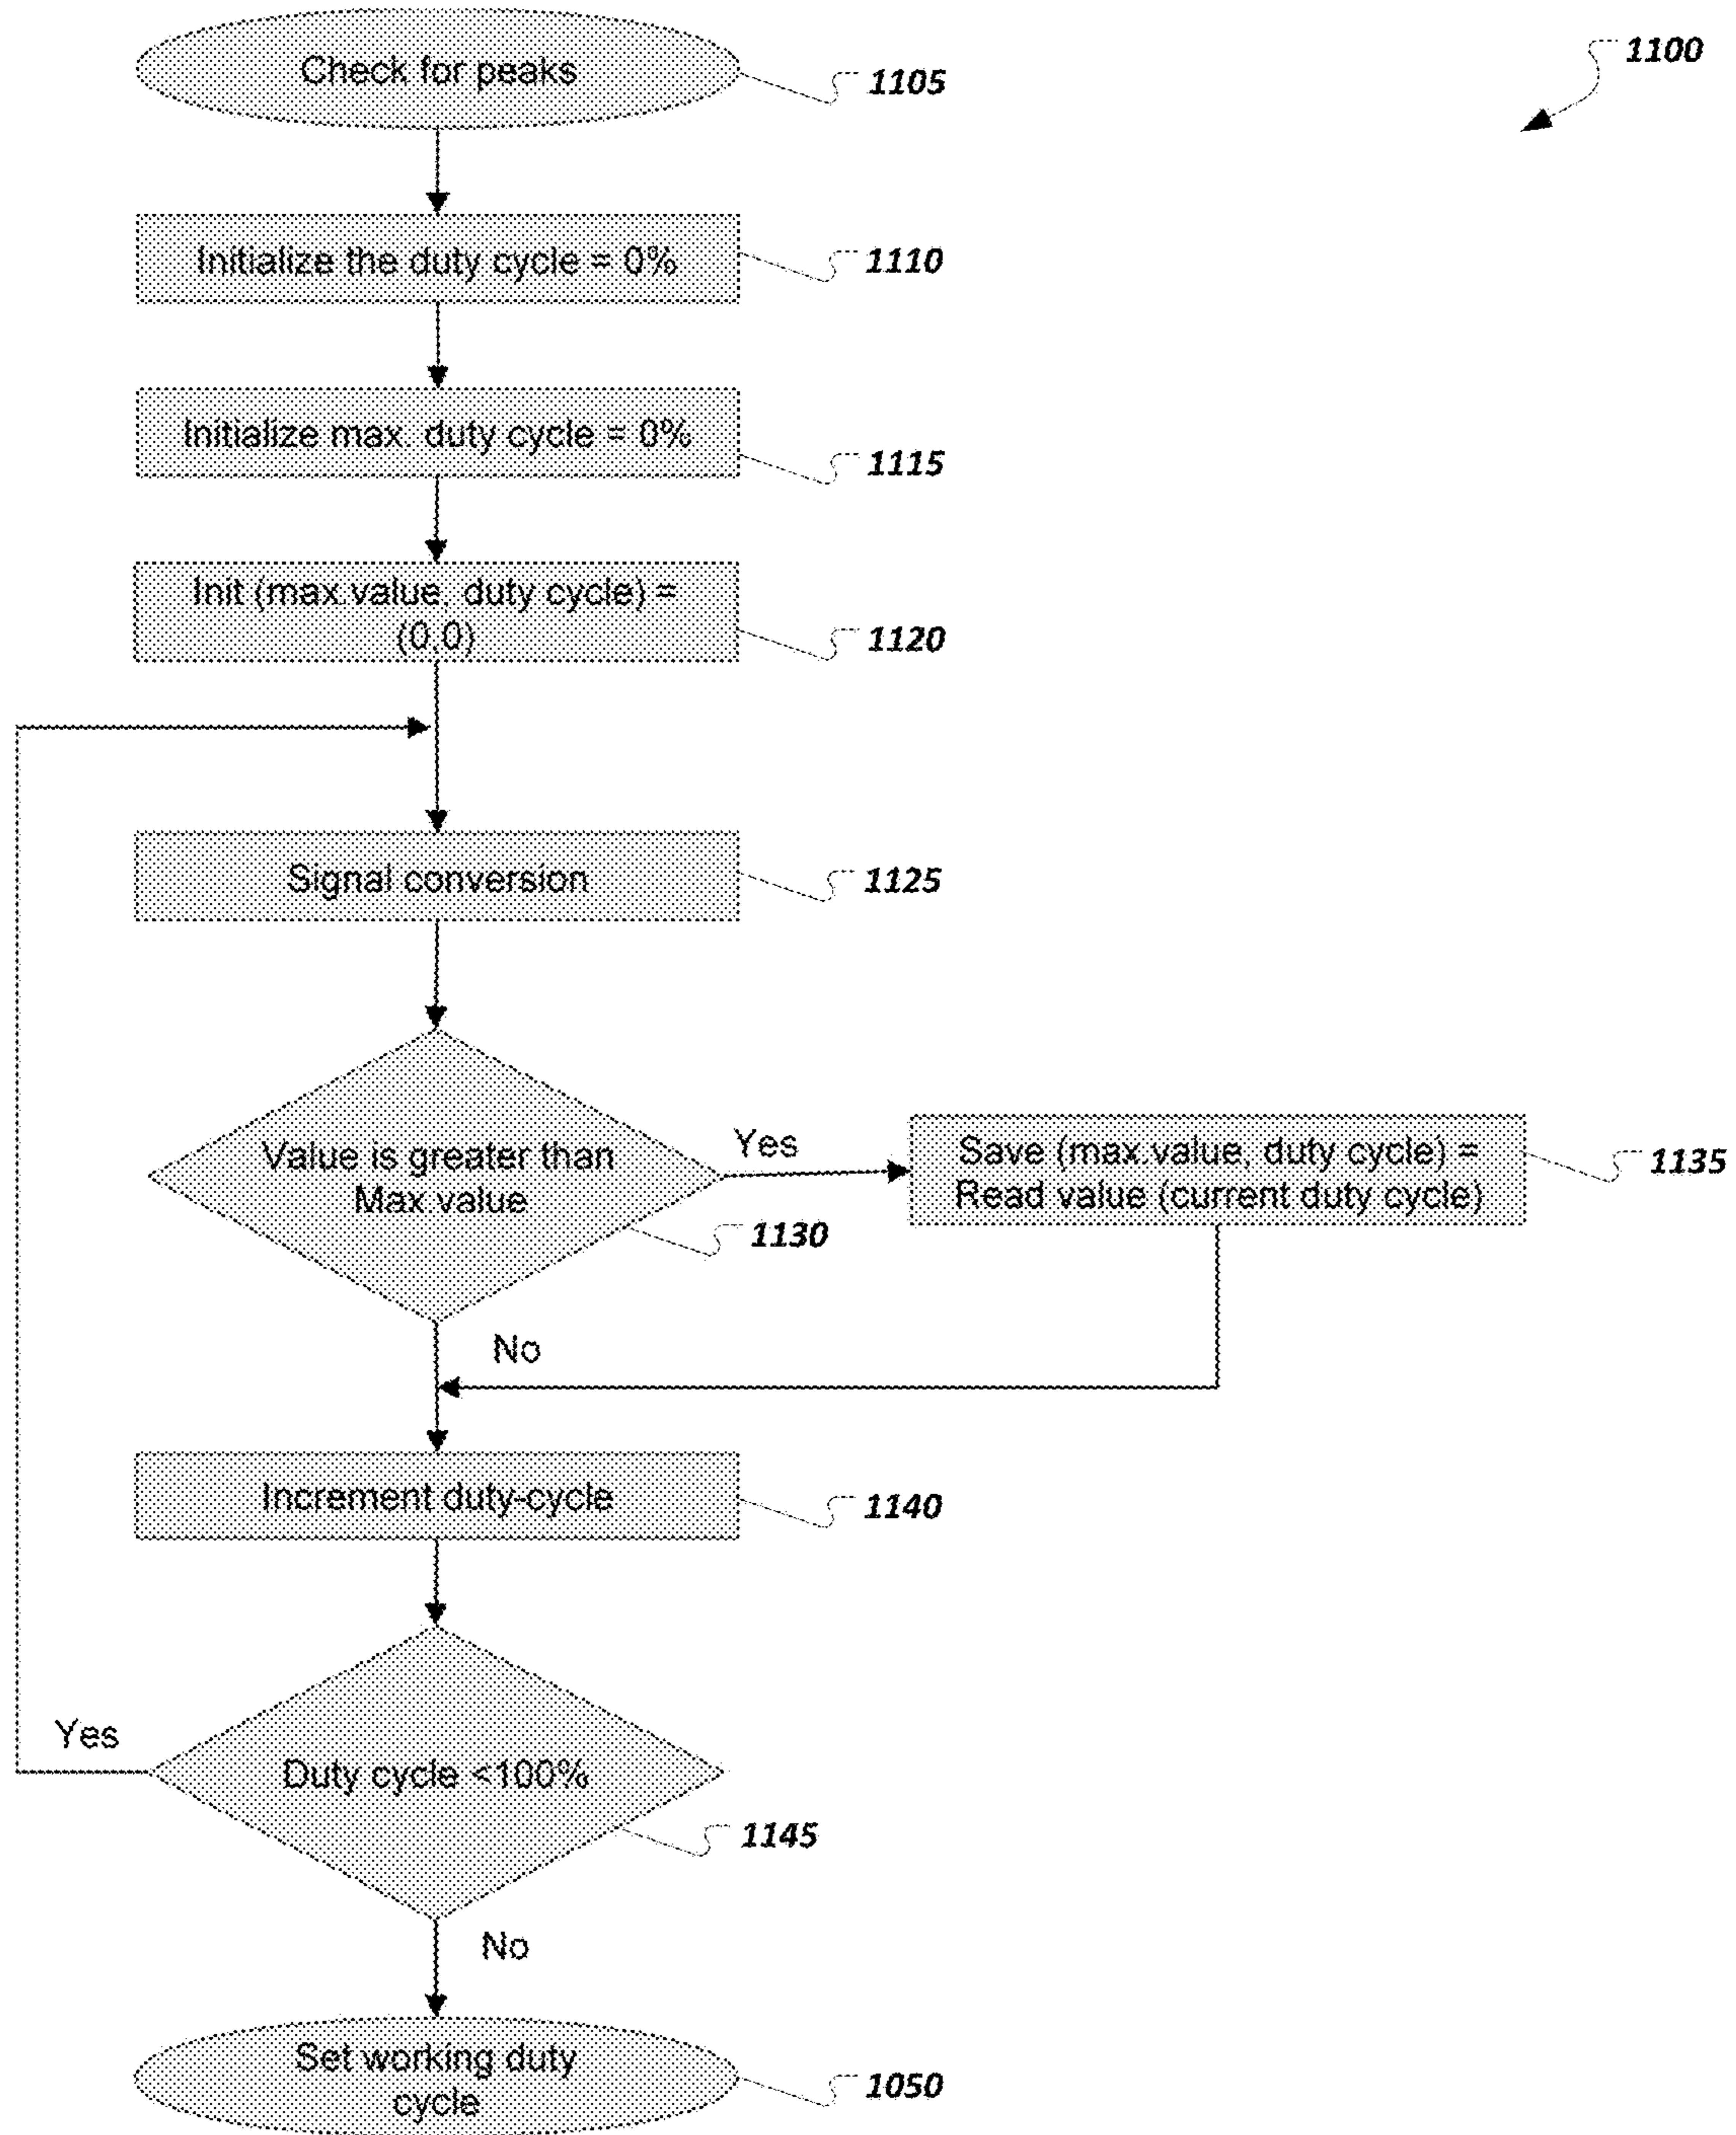 Check for peaks
1105
1100
Initialize the duty cycle = 0%
1110
Initialize max. duty cycle = 0%
1115
Init (max.value, duty cycle) =
(0,0)
1120
Signal conversion
1125
Value is greater than
Max value
1130
Yes
Save (max.value, duty cycle) =
Read value (current duty cycle)
1135
No
Increment duty-cycle
1140
Yes
Duty cycle <100%
1145
No
Set working duty
cycle
1050